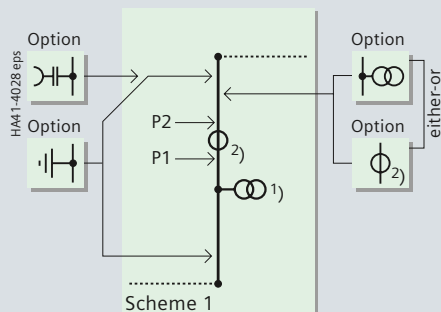 Option
HA41-4028 eps
Option
P2
2)
P1
1)
Scheme 1
Option
either-or
Option
2)